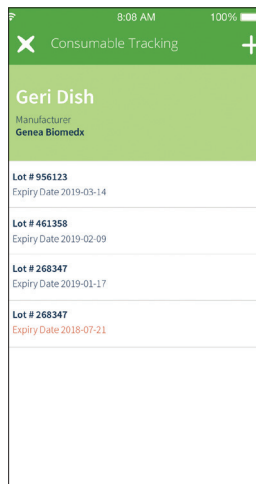 8:08 AM 100%
Consumable Tracking
Geri Dish
Manufacturer
Genea Biomedx
Lot # 956123
Expiry Date 2019-03-14
Lot # 461358
Expiry Date 2019-02-09
Lot # 268347
Expiry Date 2019-01-17
Lot # 268347
Expiry Date 2018-07-21